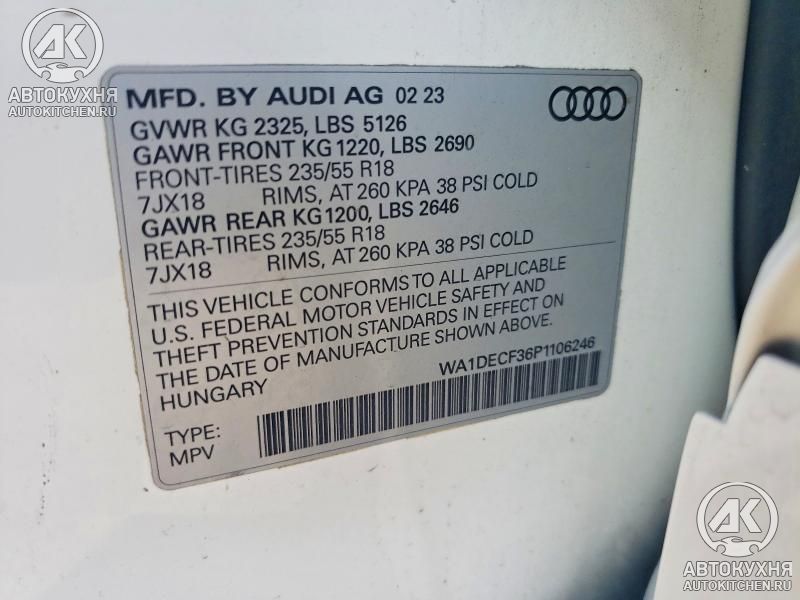 АК
АВТОКУХНЯ
AUTOKITCHEN.RU
MFD. BY AUDI AG 02 23
GVWR KG 2325, LBS 5126
GAWR FRONT KG 1220, LBS 2690
FRONT-TIRES 235/55 R18
7JX18 RIMS, AT 260 KPA 38 PSI COLD
GAWR REAR KG 1200, LBS 2646
REAR-TIRES 235/55 R18
7JX18 RIMS, AT 260 KPA 38 PSI COLD
THIS VEHICLE CONFORMS TO ALL APPLICABLE
U.S. FEDERAL MOTOR VEHICLE SAFETY AND
THEFT PREVENTION STANDARDS IN EFFECT ON
THE DATE OF MANUFACTURE SHOWN ABOVE.
HUNGARY
WA1DECF36P1106246
TYPE:
MPV
АК
АВТОКУХНЯ
AUTOKITCHEN.RU